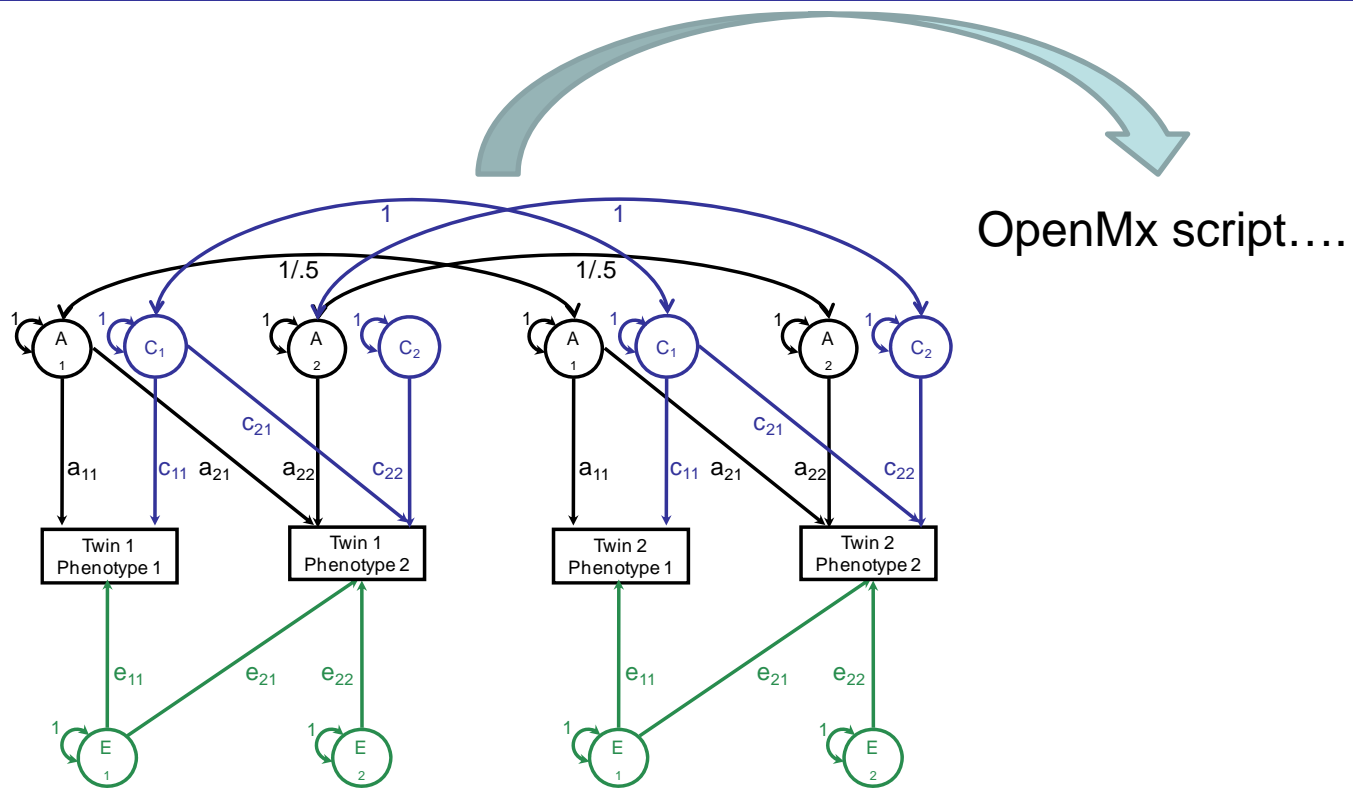 1 1
OpenMx script….
1/.5 1/.5
1 1 1 1 1 1 1 1
A C₁ A C₂ A C₁ A C₂
1 2 1 2
c₂₁ c₂₁
a₁₁ c₁₁ a₂₁ a₂₂ c₂₂ a₁₁ c₁₁ a₂₁ a₂₂ c₂₂
Twin 1 Twin 1 Twin 2 Twin 2
Phenotype 1 Phenotype 2 Phenotype 1 Phenotype 2
e₁₁ e₂₁ e₂₂ e₁₁ e₂₁ e₂₂
1 1 1 1
E E E E
1 2 1 2